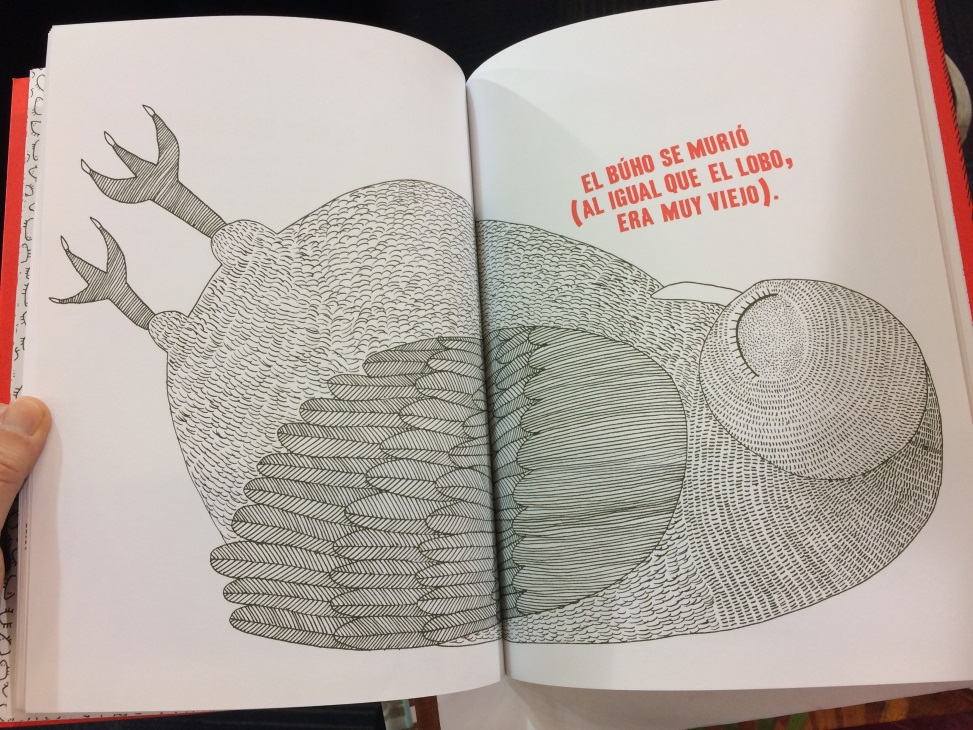 EL BÚHO SE MURIÓ
(AL IGUAL QUE EL LOBO,
ERA MUY VIEJO).